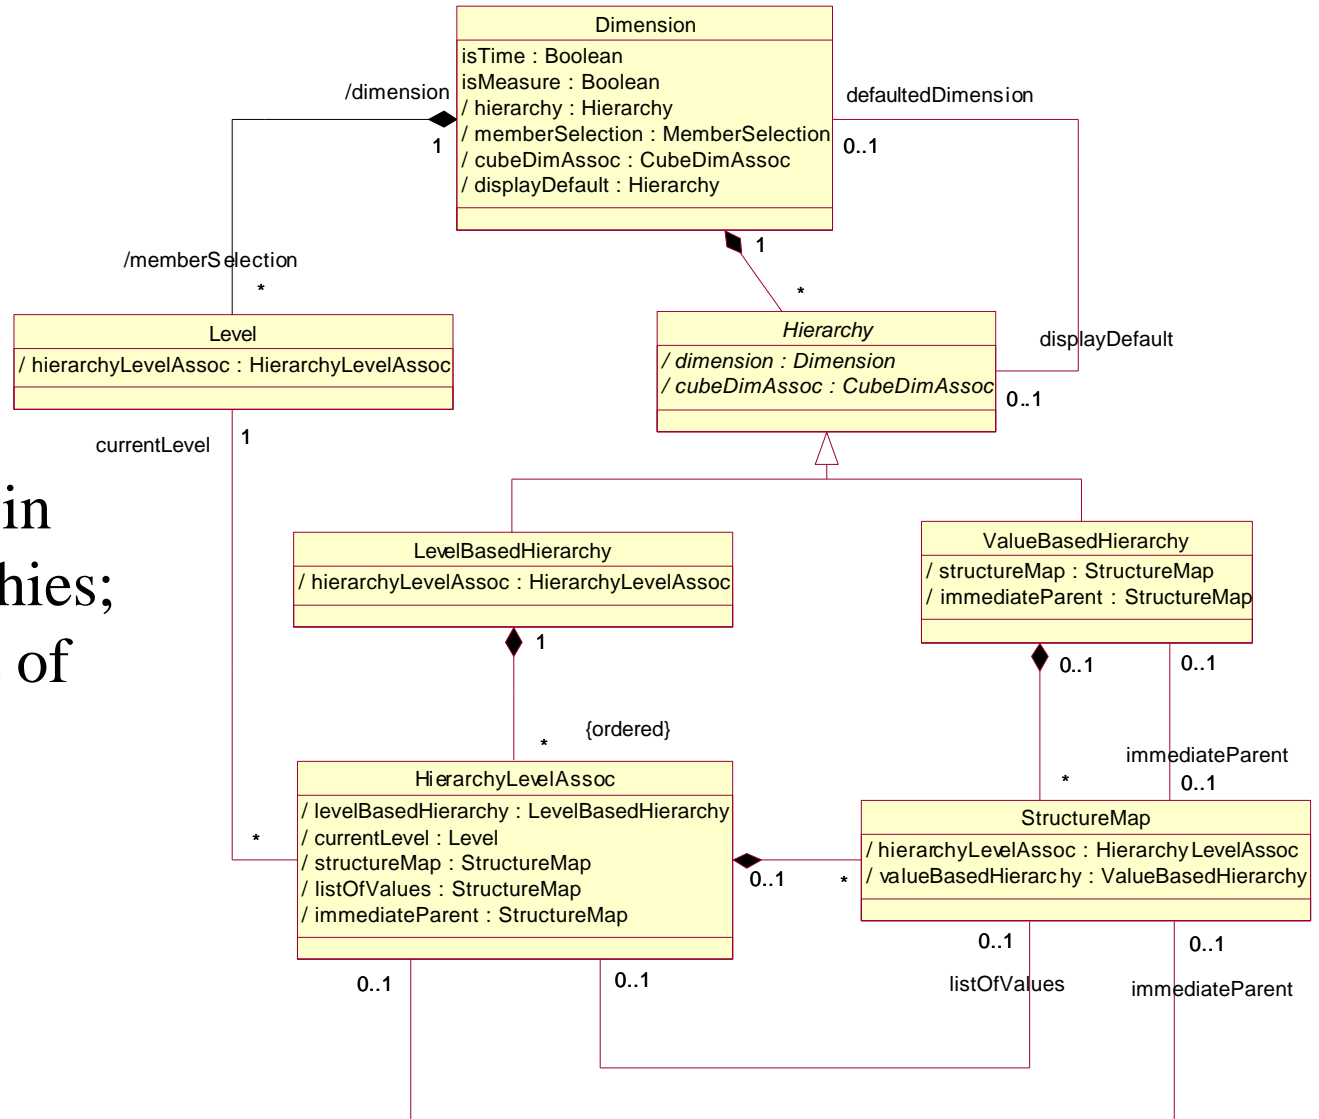 Dimension
isTime : Boolean
isMeasure : Boolean
/ hierarchy : Hierarchy
/ memberSelection : MemberSelection
/ cubeDimAssoc : CubeDimAssoc
/ displayDefault : Hierarchy
/dimension
1
defaultedDimension
0..1
1
/memberSelection
*
*
Level
/ hierarchyLevelAssoc : HierarchyLevelAssoc
Hierarchy
/ dimension : Dimension
/ cubeDimAssoc : CubeDimAssoc
displayDefault
0..1
currentLevel
1
in
hies;
of
LevelBasedHierarchy
/ hierarchyLevelAssoc : HierarchyLevelAssoc
1
ValueBasedHierarchy
/ structureMap : StructureMap
/ immediateParent : StructureMap
0..1
0..1
{ordered}
*
immediateParent
*
0..1
HierarchyLevelAssoc
/ levelBasedHierarchy : LevelBasedHierarchy
/ currentLevel : Level
/ structureMap : StructureMap
/ listOfValues : StructureMap
/ immediateParent : StructureMap
*
0..1
*
StructureMap
/ hierarchyLevelAssoc : HierarchyLevelAssoc
/ valueBasedHierarchy : ValueBasedHierarchy
0..1
0..1
0..1
0..1
listOfValues
immediateParent